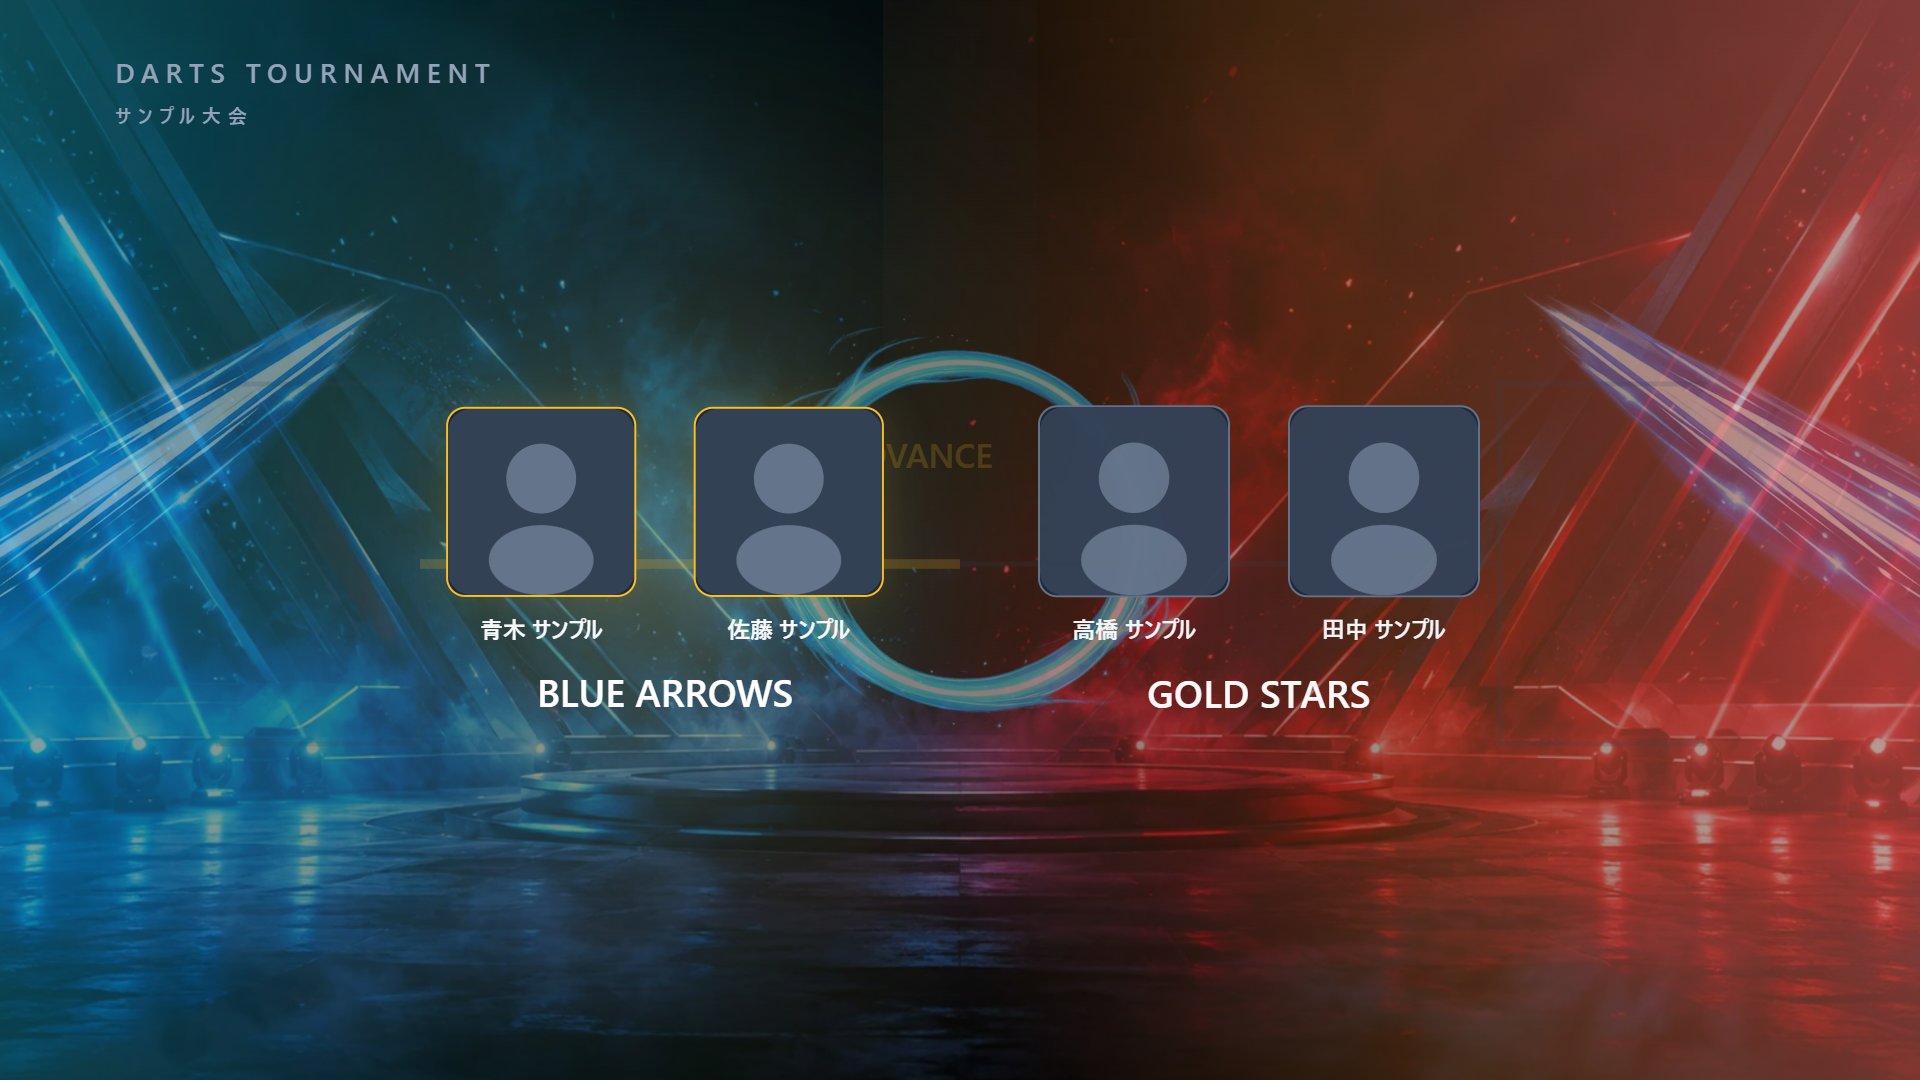 DARTS TOURNAMENT
サンプル大会
VANCE
青木 サンプル
佐藤 サンプル
高橋 サンプル
田中 サンプル
BLUE ARROWS
GOLD STARS